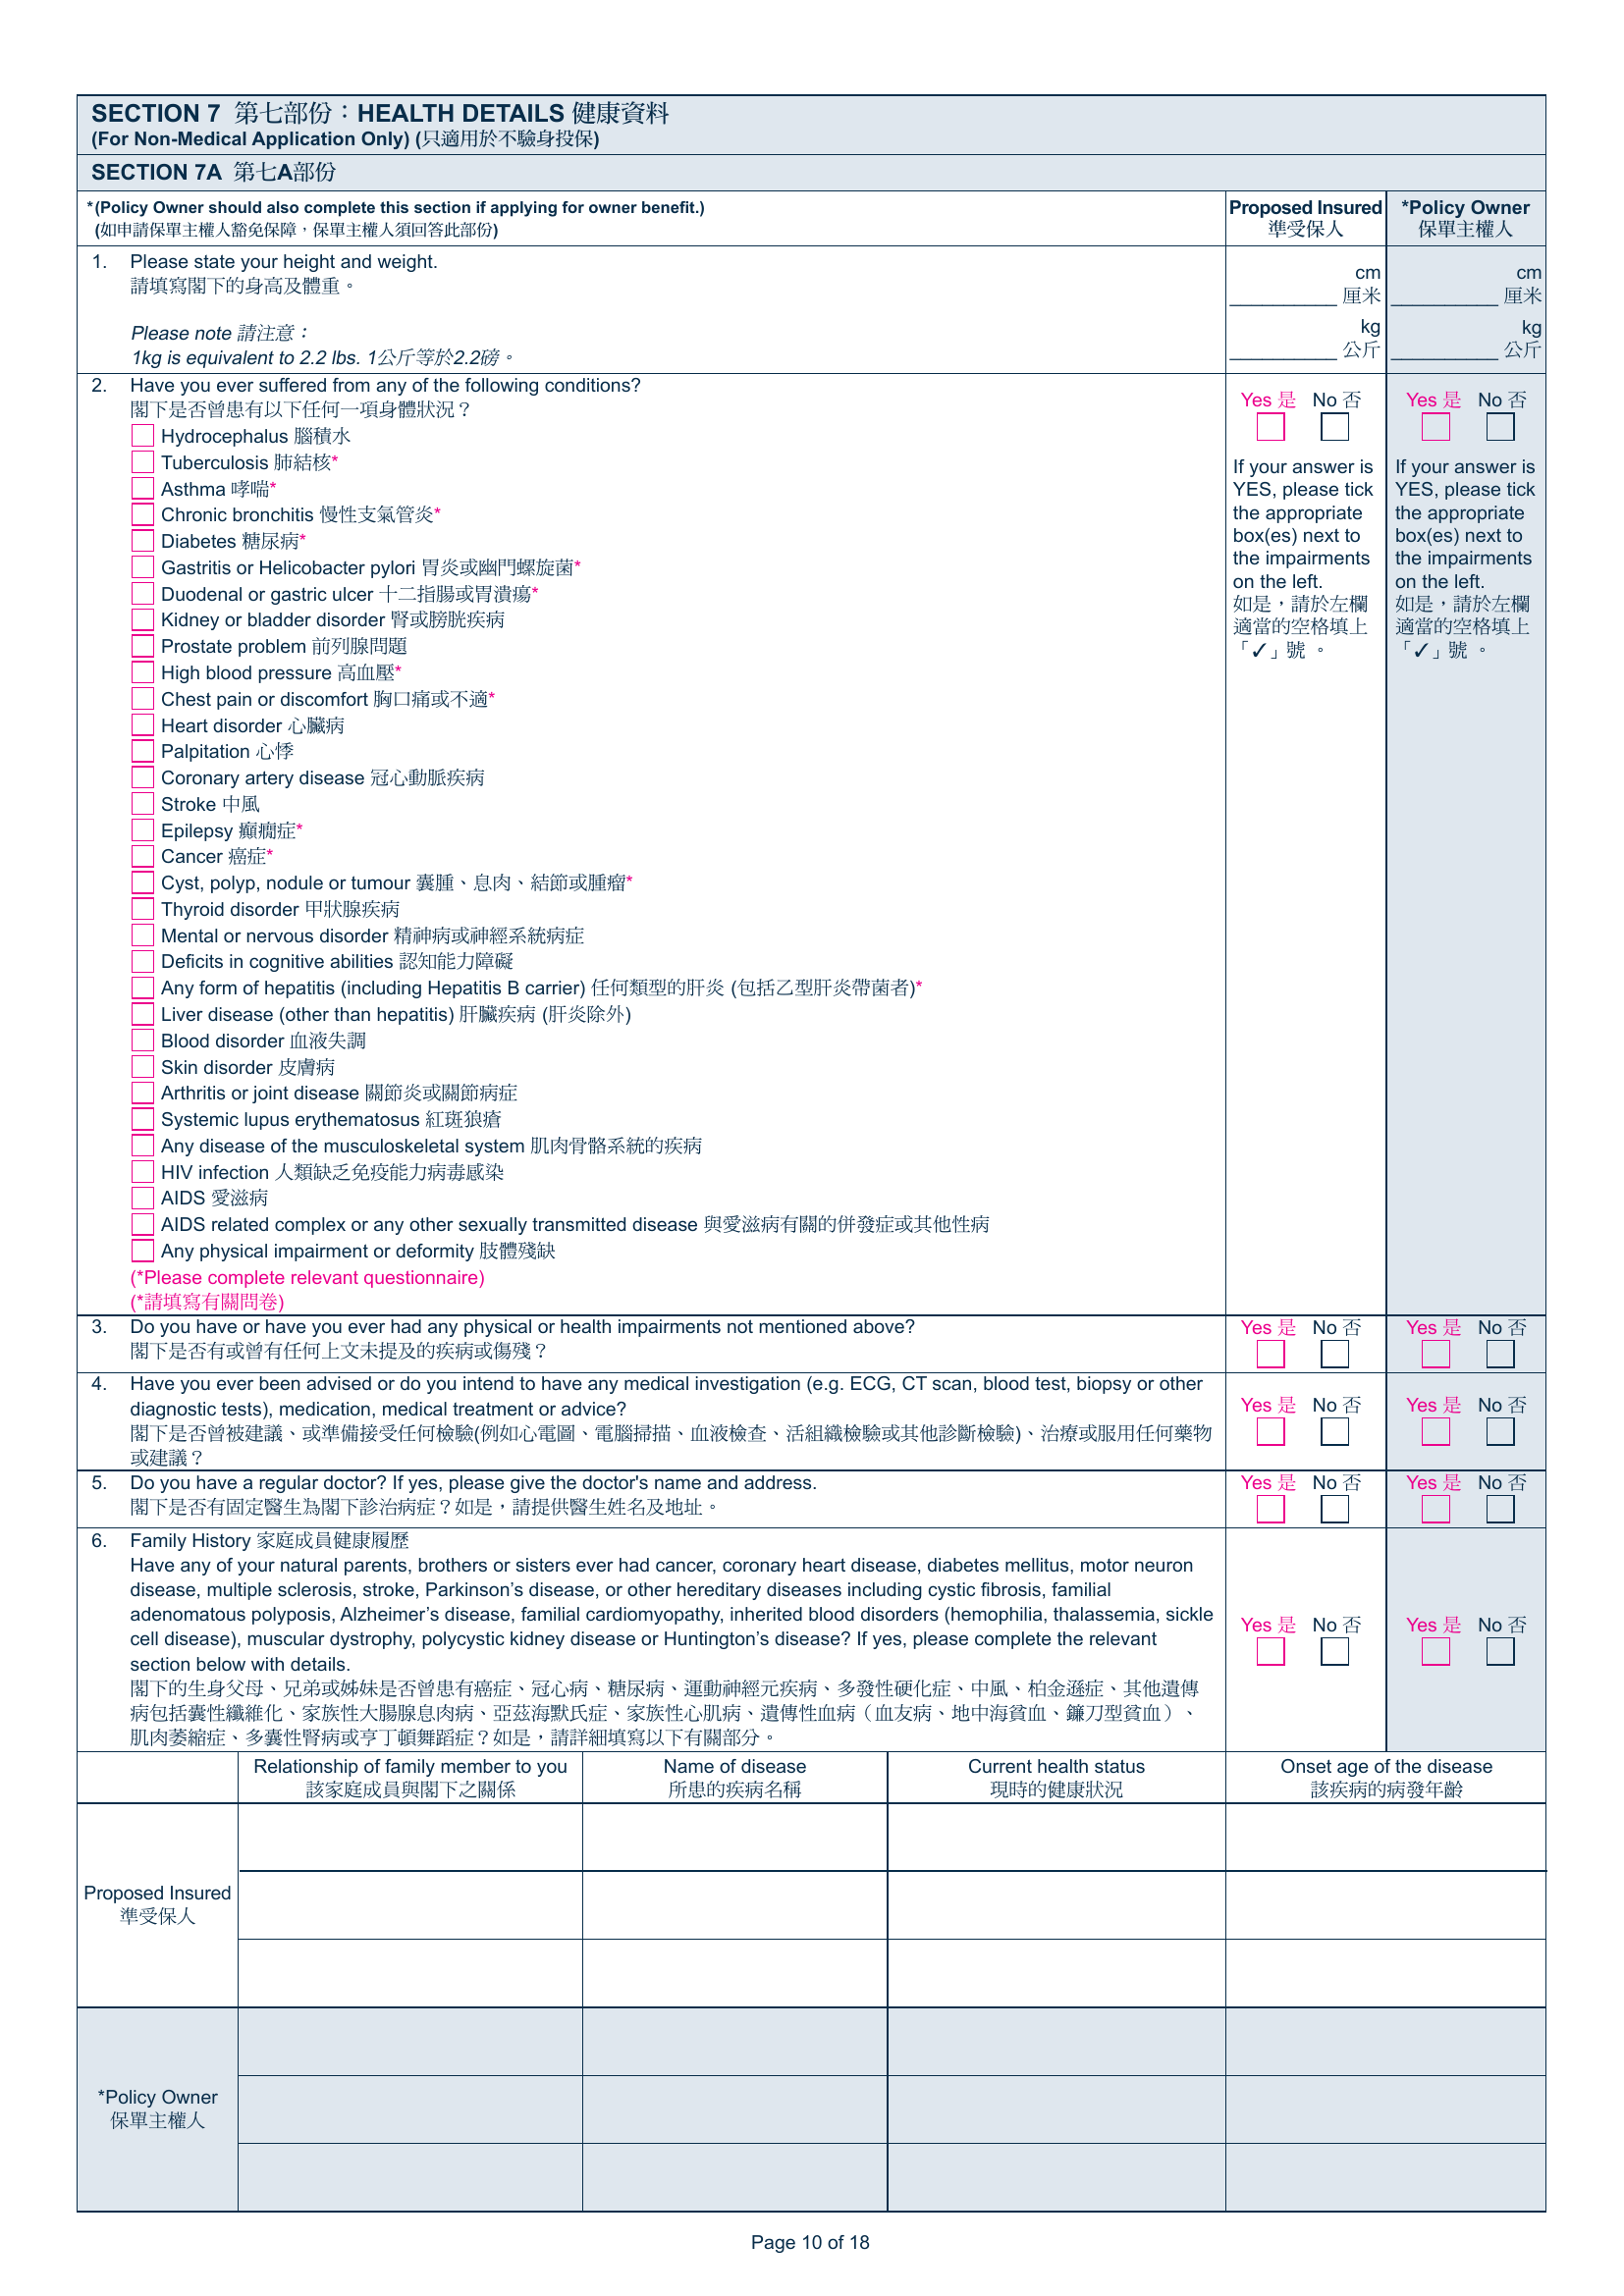 SECTION 7 第七部份：HEALTH DETAILS 健康資料
(For Non-Medical Application Only) (只適用於不驗身投保)
SECTION 7A 第七A部份
*(Policy Owner should also complete this section if applying for owner benefit.)
(如申請保單主權人豁免保障，保單主權人須回答此部份)
Proposed Insured
準受保人
*Policy Owner
保單主權人
1. Please state your height and weight.
請填寫閣下的身高及體重。
Please note 請注意：
1kg is equivalent to 2.2 lbs. 1公斤等於2.2磅。
cm
__________ 厘米
kg
__________ 公斤
cm
__________ 厘米
kg
__________ 公斤
2. Have you ever suffered from any of the following conditions?
閣下是否曾患有以下任何一項身體狀況？
Hydrocephalus 腦積水
Tuberculosis 肺結核*
Asthma 哮喘*
Chronic bronchitis 慢性支氣管炎*
Diabetes 糖尿病*
Gastritis or Helicobacter pylori 胃炎或幽門螺旋菌*
Duodenal or gastric ulcer 十二指腸或胃潰瘍*
Kidney or bladder disorder 腎或膀胱疾病
Prostate problem 前列腺問題
High blood pressure 高血壓*
Chest pain or discomfort 胸口痛或不適*
Heart disorder 心臟病
Palpitation 心悸
Coronary artery disease 冠心動脈疾病
Stroke 中風
Epilepsy 癲癇症*
Cancer 癌症*
Cyst, polyp, nodule or tumour 囊腫、息肉、結節或腫瘤*
Thyroid disorder 甲狀腺疾病
Mental or nervous disorder 精神病或神經系統病症
Deficits in cognitive abilities 認知能力障礙
Any form of hepatitis (including Hepatitis B carrier) 任何類型的肝炎 (包括乙型肝炎帶菌者)*
Liver disease (other than hepatitis) 肝臟疾病 (肝炎除外)
Blood disorder 血液失調
Skin disorder 皮膚病
Arthritis or joint disease 關節炎或關節病症
Systemic lupus erythematosus 紅斑狼瘡
Any disease of the musculoskeletal system 肌肉骨骼系統的疾病
HIV infection 人類缺乏免疫能力病毒感染
AIDS 愛滋病
AIDS related complex or any other sexually transmitted disease 與愛滋病有關的併發症或其他性病
Any physical impairment or deformity 肢體殘缺
(*Please complete relevant questionnaire)
(*請填寫有關問卷)
Yes 是 No 否
If your answer is
YES, please tick
the appropriate
box(es) next to
the impairments
on the left.
如是，請於左欄
適當的空格填上
「✓」號 。
Yes 是 No 否
If your answer is
YES, please tick
the appropriate
box(es) next to
the impairments
on the left.
如是，請於左欄
適當的空格填上
「✓」號 。
3. Do you have or have you ever had any physical or health impairments not mentioned above?
閣下是否有或曾有任何上文未提及的疾病或傷殘？
Yes 是 No 否
Yes 是 No 否
4. Have you ever been advised or do you intend to have any medical investigation (e.g. ECG, CT scan, blood test, biopsy or other
diagnostic tests), medication, medical treatment or advice?
閣下是否曾被建議、或準備接受任何檢驗(例如心電圖、電腦掃描、血液檢查、活組織檢驗或其他診斷檢驗)、治療或服用任何藥物
或建議？
Yes 是 No 否
Yes 是 No 否
5. Do you have a regular doctor? If yes, please give the doctor's name and address.
閣下是否有固定醫生為閣下診治病症？如是，請提供醫生姓名及地址。
Yes 是 No 否
Yes 是 No 否
6. Family History 家庭成員健康履歷
Have any of your natural parents, brothers or sisters ever had cancer, coronary heart disease, diabetes mellitus, motor neuron
disease, multiple sclerosis, stroke, Parkinson's disease, or other hereditary diseases including cystic fibrosis, familial
adenomatous polyposis, Alzheimer's disease, familial cardiomyopathy, inherited blood disorders (hemophilia, thalassemia, sickle
cell disease), muscular dystrophy, polycystic kidney disease or Huntington's disease? If yes, please complete the relevant
section below with details.
閣下的生身父母、兄弟或姊妹是否曾患有癌症、冠心病、糖尿病、運動神經元疾病、多發性硬化症、中風、柏金遜症、其他遺傳
病包括囊性纖維化、家族性大腸腺息肉病、亞茲海默氏症、家族性心肌病、遺傳性血病（血友病、地中海貧血、鐮刀型貧血）、
肌肉萎縮症、多囊性腎病或亨丁頓舞蹈症？如是，請詳細填寫以下有關部分。
Yes 是 No 否
Yes 是 No 否
Relationship of family member to you
該家庭成員與閣下之關係
Name of disease
所患的疾病名稱
Current health status
現時的健康狀況
Onset age of the disease
該疾病的病發年齡
Proposed Insured
準受保人
*Policy Owner
保單主權人
Page 10 of 18